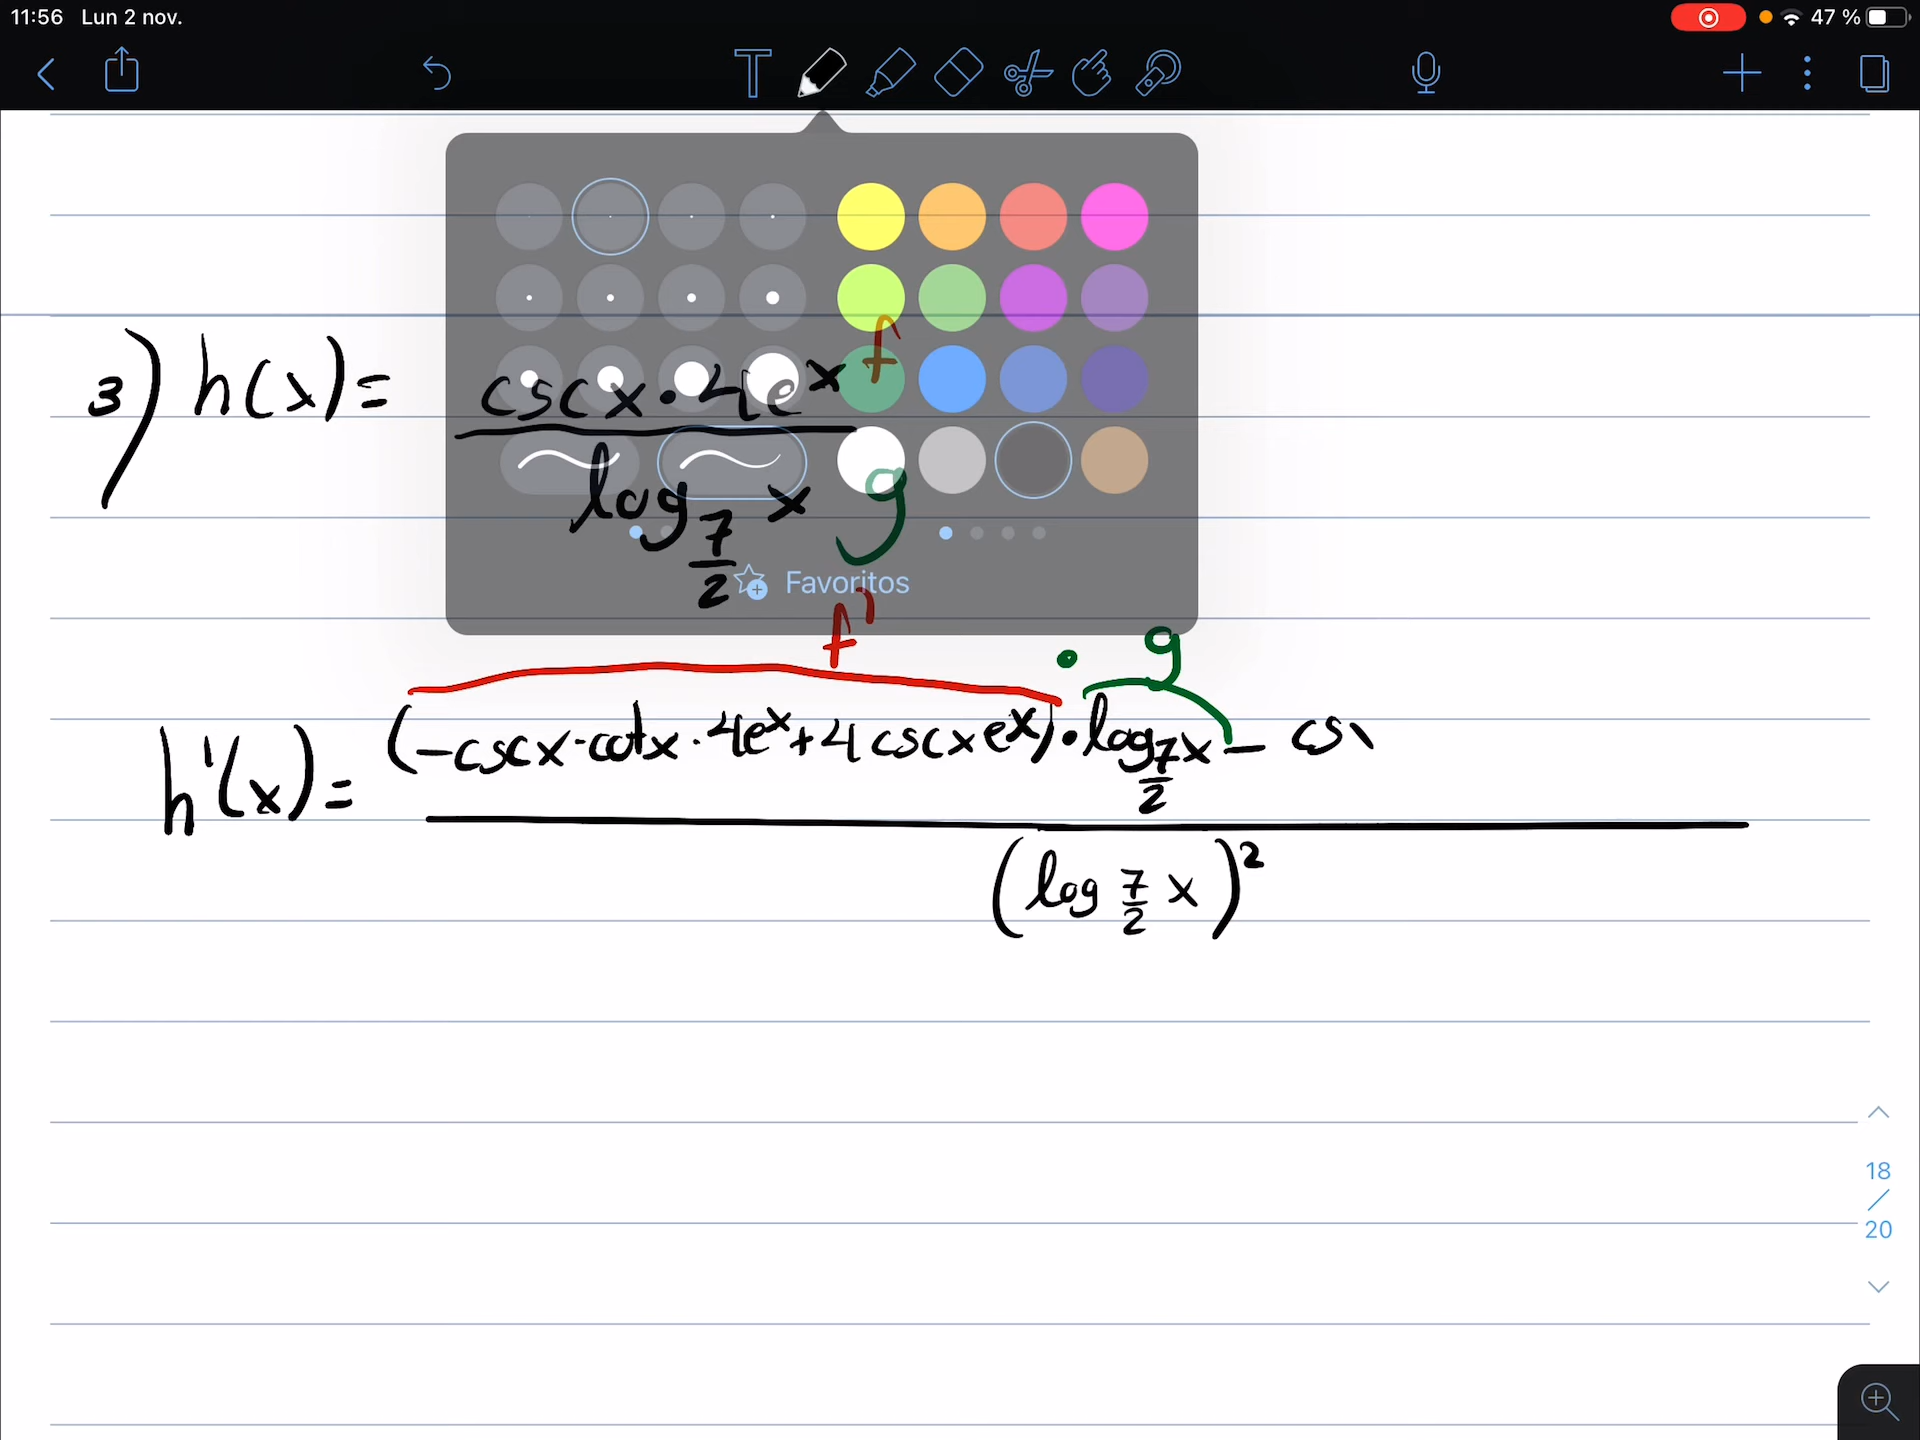 11:56 Lun 2 nov. 47 %
T
3) h(x)= csc x · 4e^x f
log_{7/2} x g
Favoritos
f' · g
h'(x)= (-csc x · cot x · 4e^x + 4 csc x e^x) · log_{7/2} x - cs
(log 7/2 x)^2
18
/
20